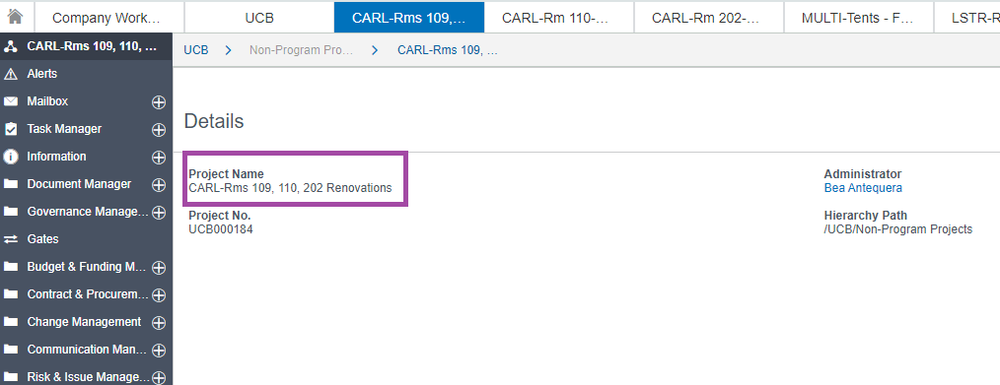 Company Work...
UCB
CARL-Rms 109,...
CARL-Rm 110-...
CARL-Rm 202-...
MULTI-Tents - F...
LSTR-R
CARL-Rms 109, 110, ...
Alerts
Mailbox
Task Manager
Information
Document Manager
Governance Manage...
Gates
Budget & Funding M...
Contract & Procurem...
Change Management
Communication Man...
Risk & Issue Manage...
UCB > Non-Program Pro... > CARL-Rms 109, ...
Details
Project Name
CARL-Rms 109, 110, 202 Renovations
Project No.
UCB000184
Administrator
Bea Antequera
Hierarchy Path
/UCB/Non-Program Projects